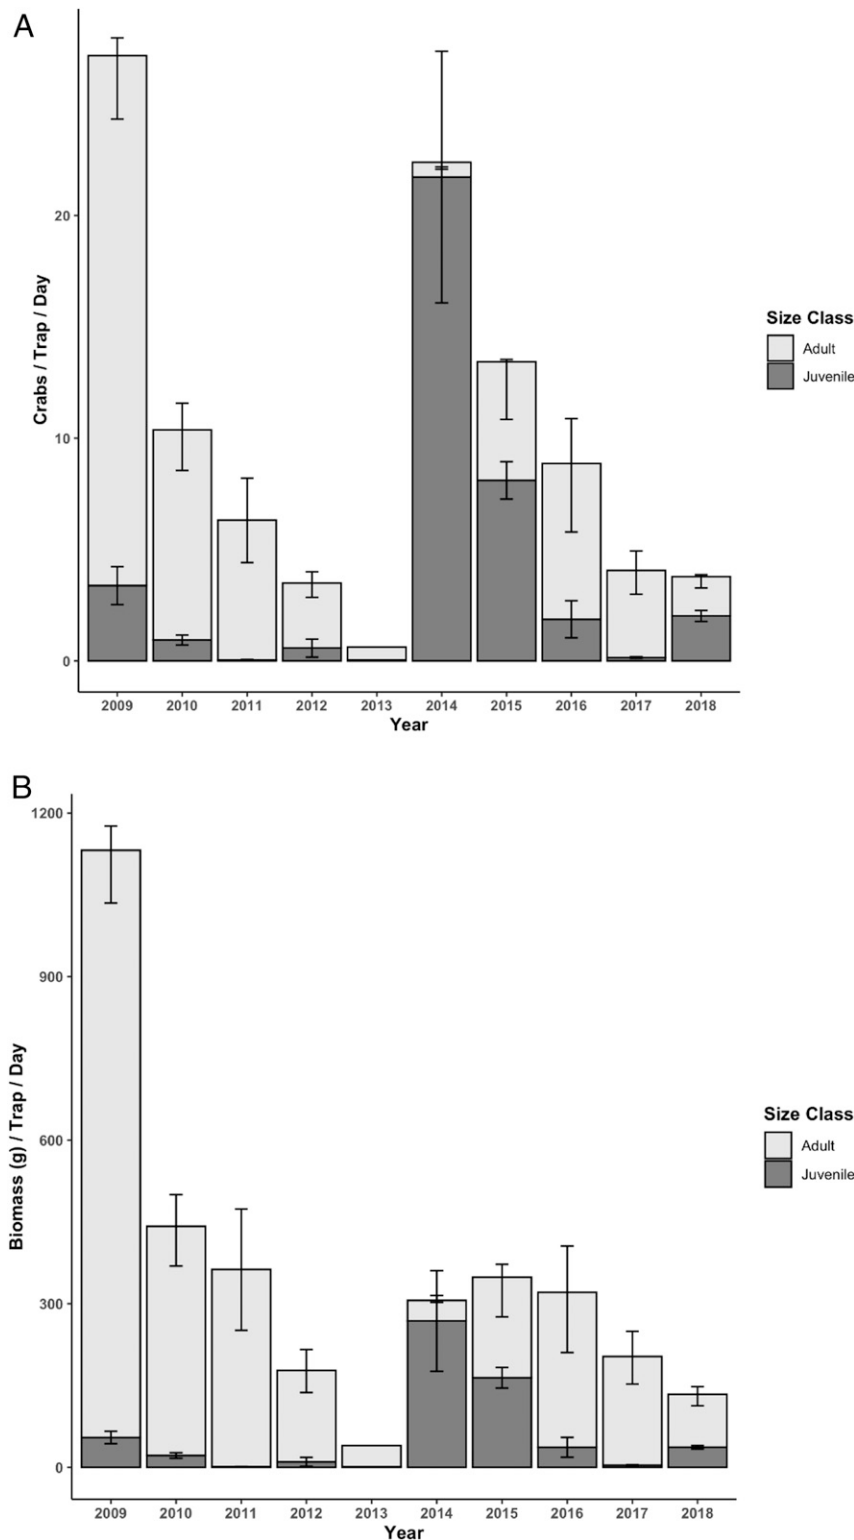 A
20
10
0
Crabs / Trap / Day
2009 2010 2011 2012 2013 2014 2015 2016 2017 2018
Year
Size Class
Adult
Juvenile
B
1200
900
600
300
0
Biomass (g) / Trap / Day
2009 2010 2011 2012 2013 2014 2015 2016 2017 2018
Year
Size Class
Adult
Juvenile